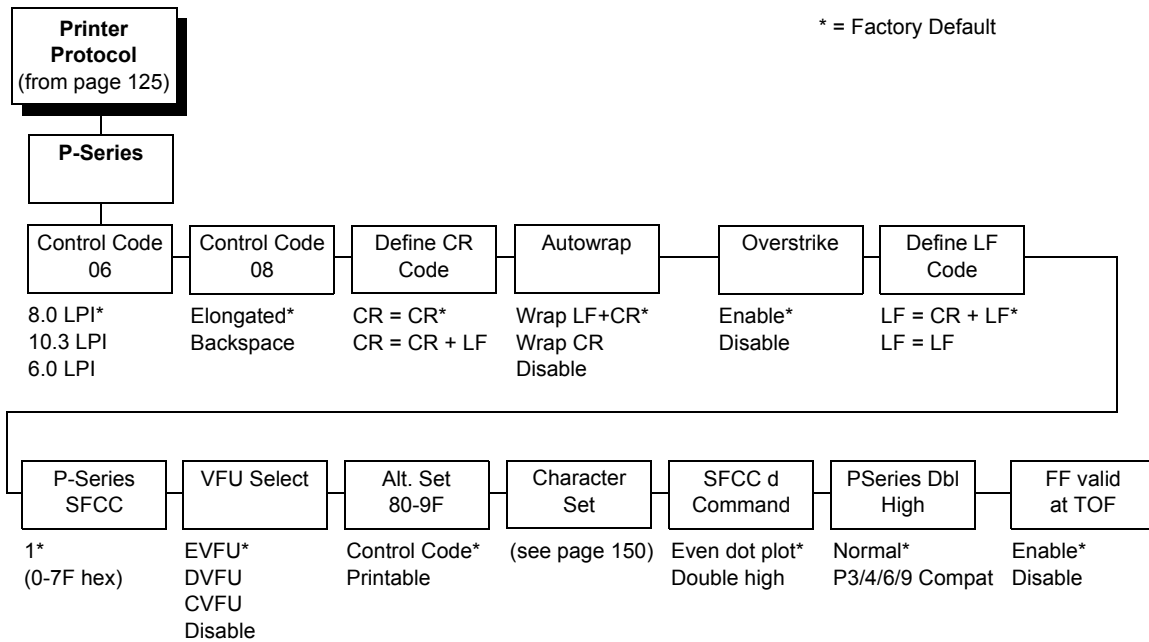 Printer
Protocol
(from page 125)
* = Factory Default
P-Series
Control Code
06
8.0 LPI*
10.3 LPI
6.0 LPI
Control Code
08
Elongated*
Backspace
Define CR
Code
CR = CR*
CR = CR + LF
Autowrap
Wrap LF+CR*
Wrap CR
Disable
Overstrike
Enable*
Disable
Define LF
Code
LF = CR + LF*
LF = LF
P-Series
SFCC
1*
(0-7F hex)
VFU Select
EVFU*
DVFU
CVFU
Disable
Alt. Set
80-9F
Control Code*
Printable
Character
Set
(see page 150)
SFCC d
Command
Even dot plot*
Double high
PSeries Dbl
High
Normal*
P3/4/6/9 Compat
FF valid
at TOF
Enable*
Disable